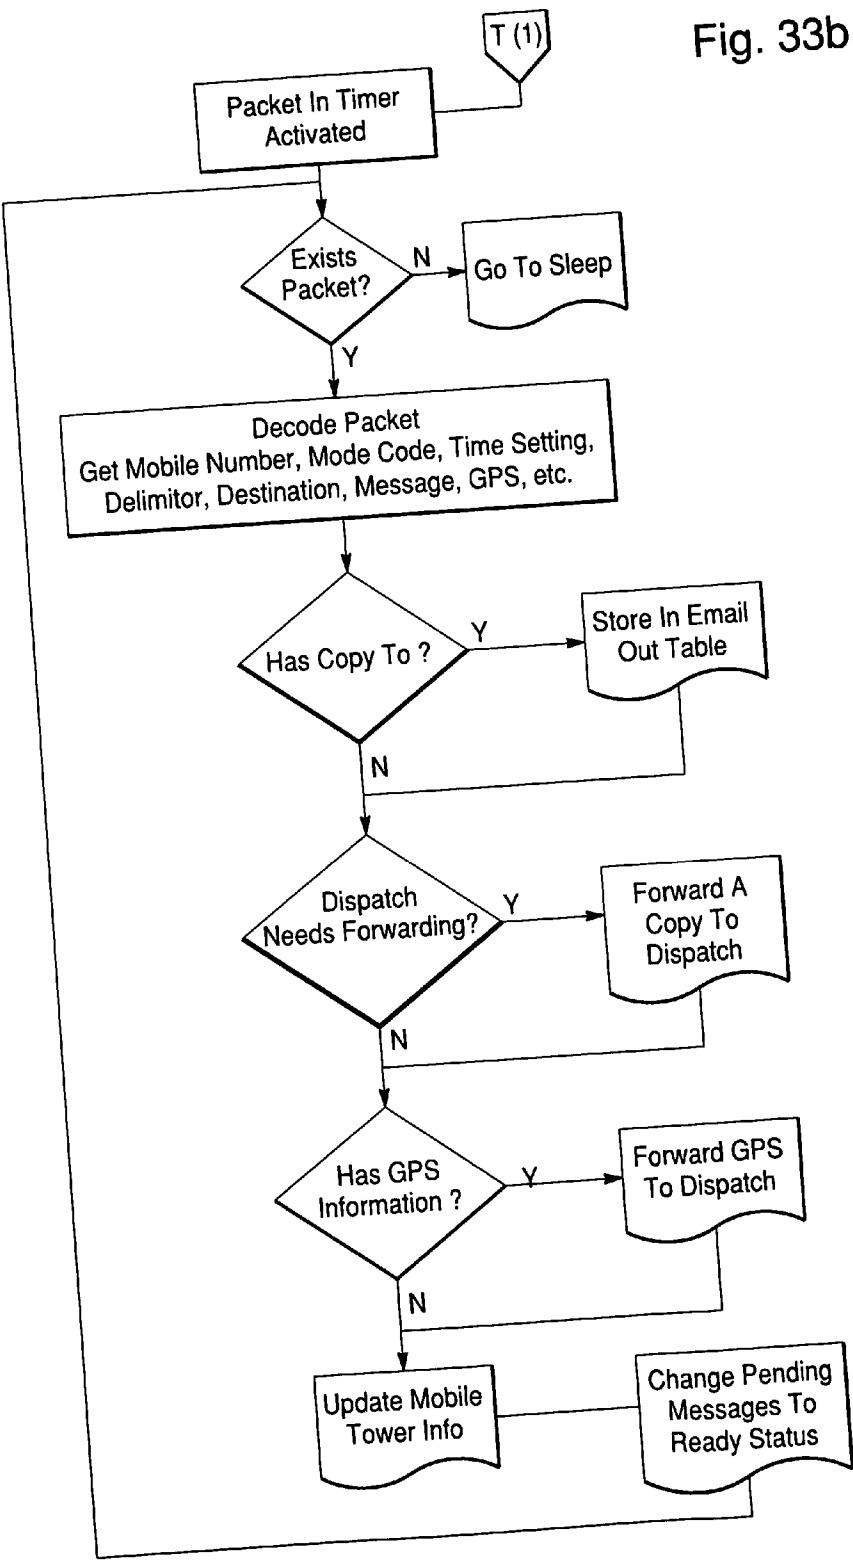 Fig. 33b
T (1)
Packet In Timer
Activated
Exists
Packet?
N
Go To Sleep
Y
Decode Packet
Get Mobile Number, Mode Code, Time Setting,
Delimitor, Destination, Message, GPS, etc.
Has Copy To ?
Y
Store In Email
Out Table
N
Dispatch
Needs Forwarding?
Y
Forward A
Copy To
Dispatch
N
Has GPS
Information ?
Y
Forward GPS
To Dispatch
N
Update Mobile
Tower Info
Change Pending
Messages To
Ready Status